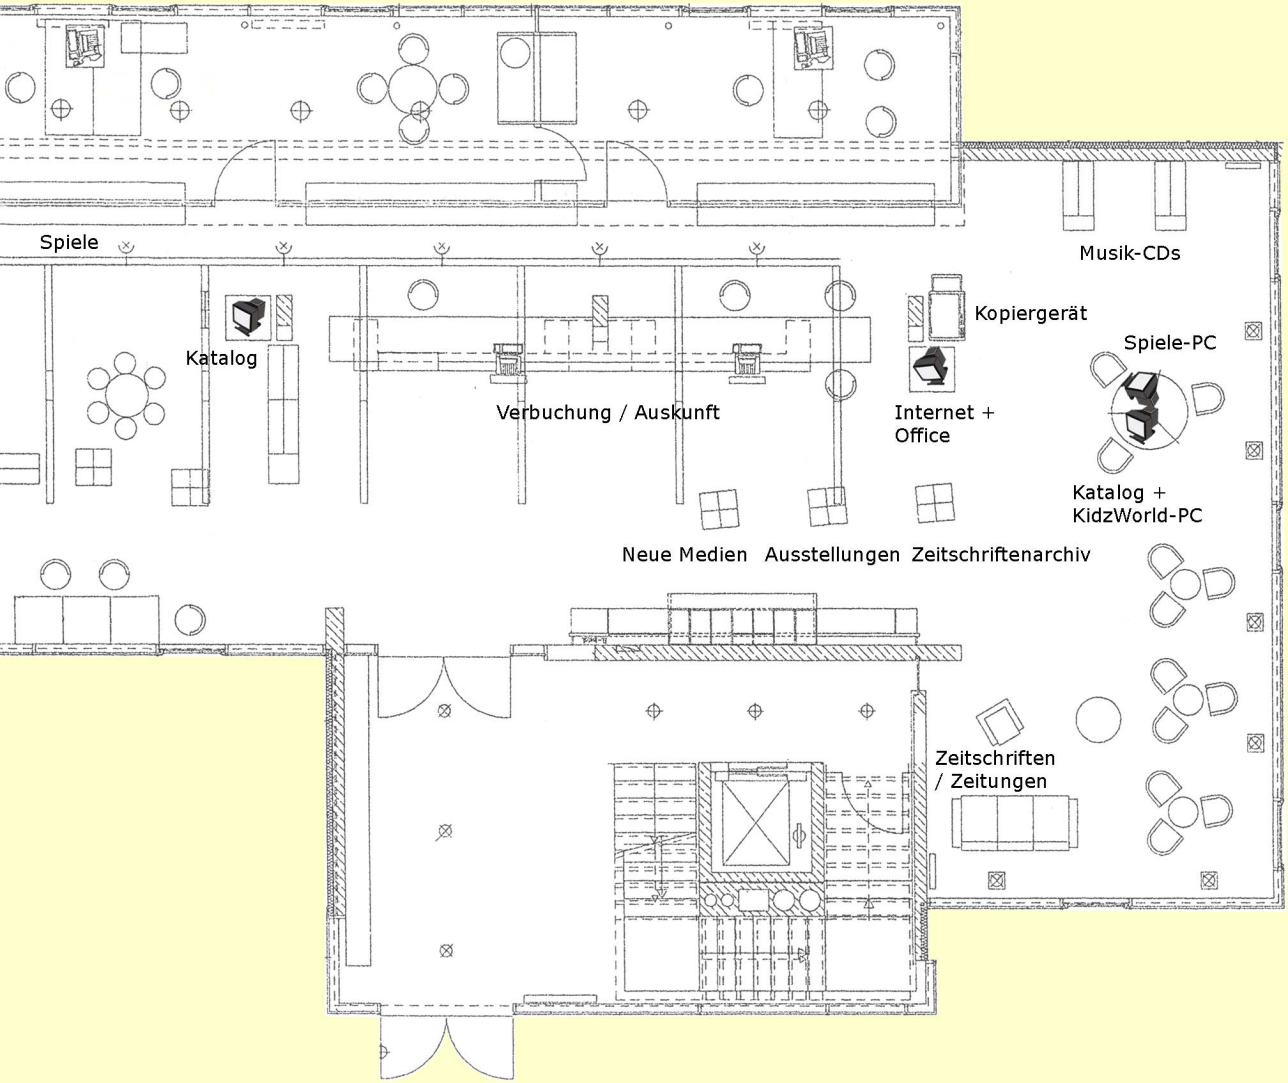 Spiele
Musik-CDs
Kopiergerät
Spiele-PC
Katalog
Verbuchung / Auskunft
Internet +
Office
Katalog +
KidzWorld-PC
Neue Medien
Ausstellungen
Zeitschriftenarchiv
Zeitschriften
/ Zeitungen